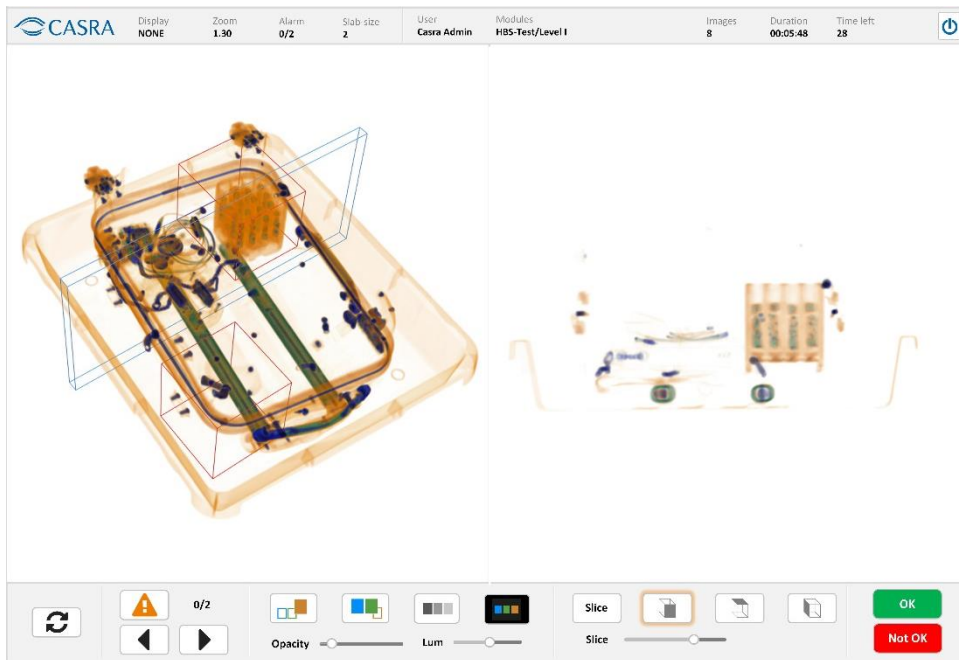 CASRA
Display Zoom Alarm Slab-size User Modules Images Duration Time left
NONE 1.30 0/2 2 Casra Admin HBS-Test/Level I 8 00:05:48 28
0/2
Slice
OK
Opacity Lum Slice
Not OK